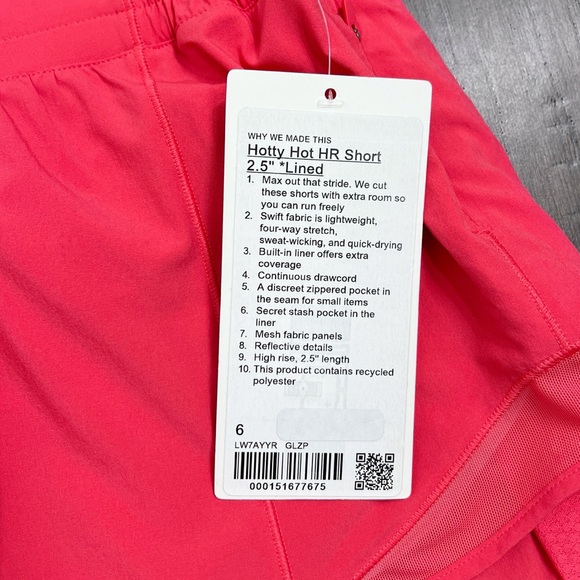 WHY WE MADE THIS
Hotty Hot HR Short
2.5" *Lined
1. Max out that stride. We cut
these shorts with extra room so
you can run freely
2. Swift fabric is lightweight,
four-way stretch,
sweat-wicking, and quick-drying
3. Built-in liner offers extra
coverage
4. Continuous drawcord
5. A discreet zippered pocket in
the seam for small items
6. Secret stash pocket in the
liner
7. Mesh fabric panels
8. Reflective details
9. High rise, 2.5" length
10. This product contains recycled
polyester
6
LW7AYYR GLZP
000151677675